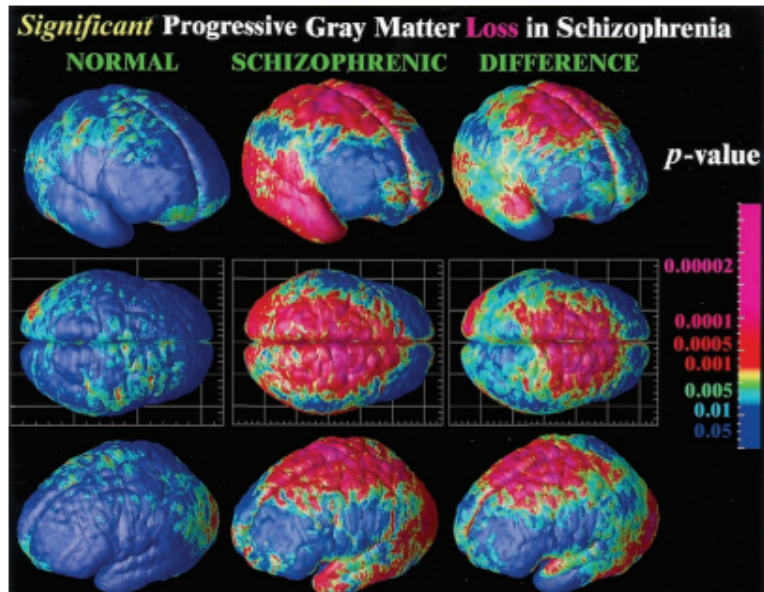 Significant Progressive Gray Matter Loss in Schizophrenia
NORMAL SCHIZOPHRENIC DIFFERENCE
p-value
0.00002
0.0001
0.0005
0.001
0.005
0.01
0.05